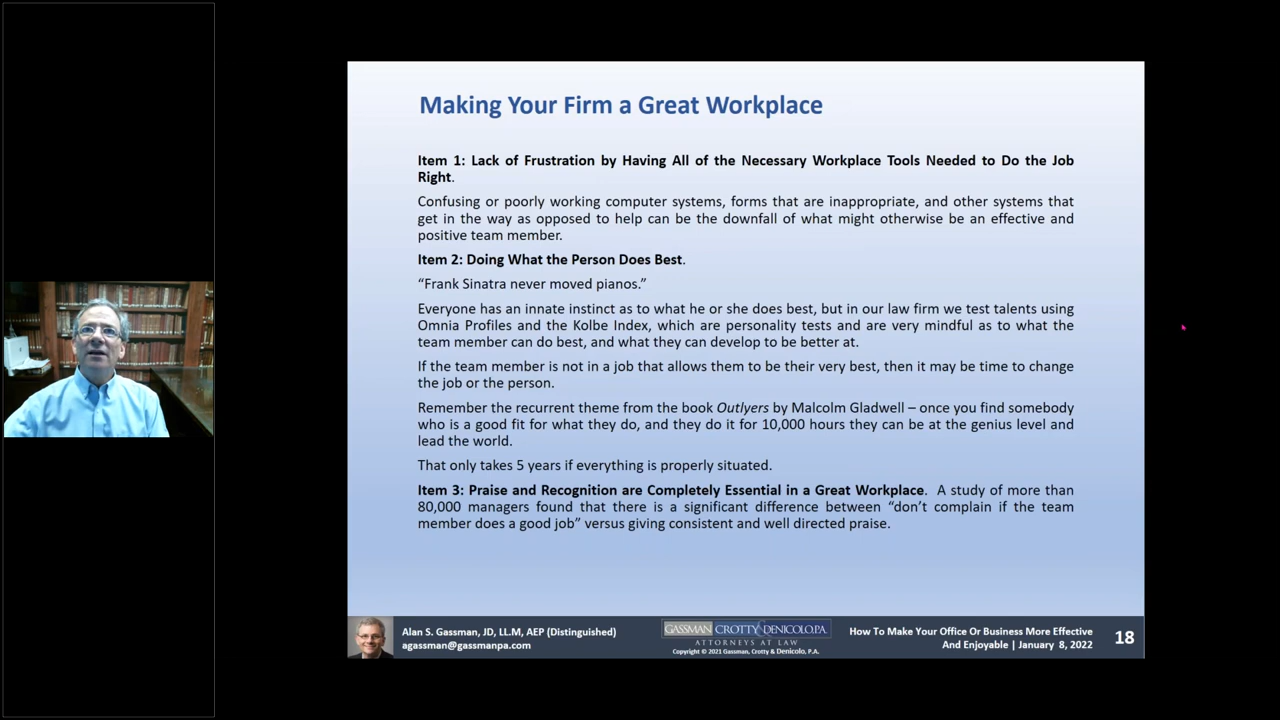 Making Your Firm a Great Workplace
Item 1: Lack of Frustration by Having All of the Necessary Workplace Tools Needed to Do the Job
Right.
Confusing or poorly working computer systems, forms that are inappropriate, and other systems that
get in the way as opposed to help can be the downfall of what might otherwise be an effective and
positive team member.
Item 2: Doing What the Person Does Best.
“Frank Sinatra never moved pianos.”
Everyone has an innate instinct as to what he or she does best, but in our law firm we test talents using
Omnia Profiles and the Kolbe Index, which are personality tests and are very mindful as to what the
team member can do best, and what they can develop to be better at.
If the team member is not in a job that allows them to be their very best, then it may be time to change
the job or the person.
Remember the recurrent theme from the book Outlyers by Malcolm Gladwell – once you find somebody
who is a good fit for what they do, and they do it for 10,000 hours they can be at the genius level and
lead the world.
That only takes 5 years if everything is properly situated.
Item 3: Praise and Recognition are Completely Essential in a Great Workplace. A study of more than
80,000 managers found that there is a significant difference between “don’t complain if the team
member does a good job” versus giving consistent and well directed praise.
Alan S. Gassman, JD, LL.M, AEP (Distinguished)
agassman@gassmanpa.com
GASSMAN CROTTY & DENICOLO, P.A.
ATTORNEYS AT LAW
Copyright © 2021 Gassman, Crotty & Denicolo, P.A.
How To Make Your Office Or Business More Effective
And Enjoyable | January 8, 2022
18